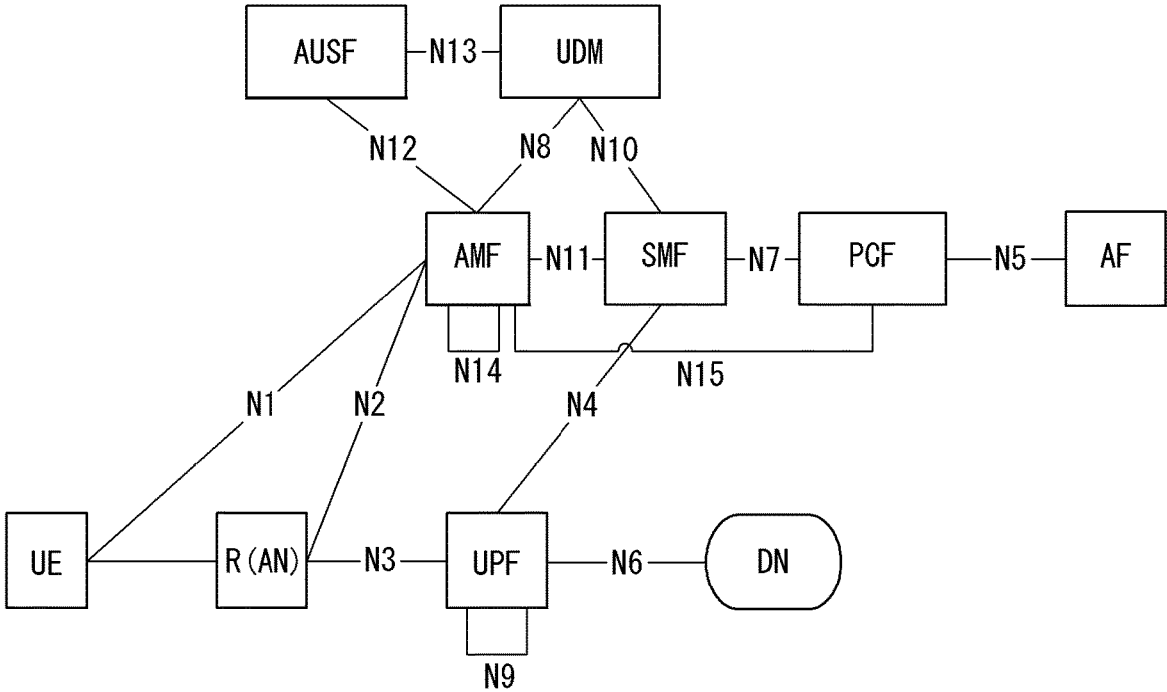 AUSF N13 UDM
N12 N8 N10
AMF N11 SMF N7 PCF N5 AF
N14 N15
N1 N2 N4
UE R(AN) N3 UPF N6 DN
N9